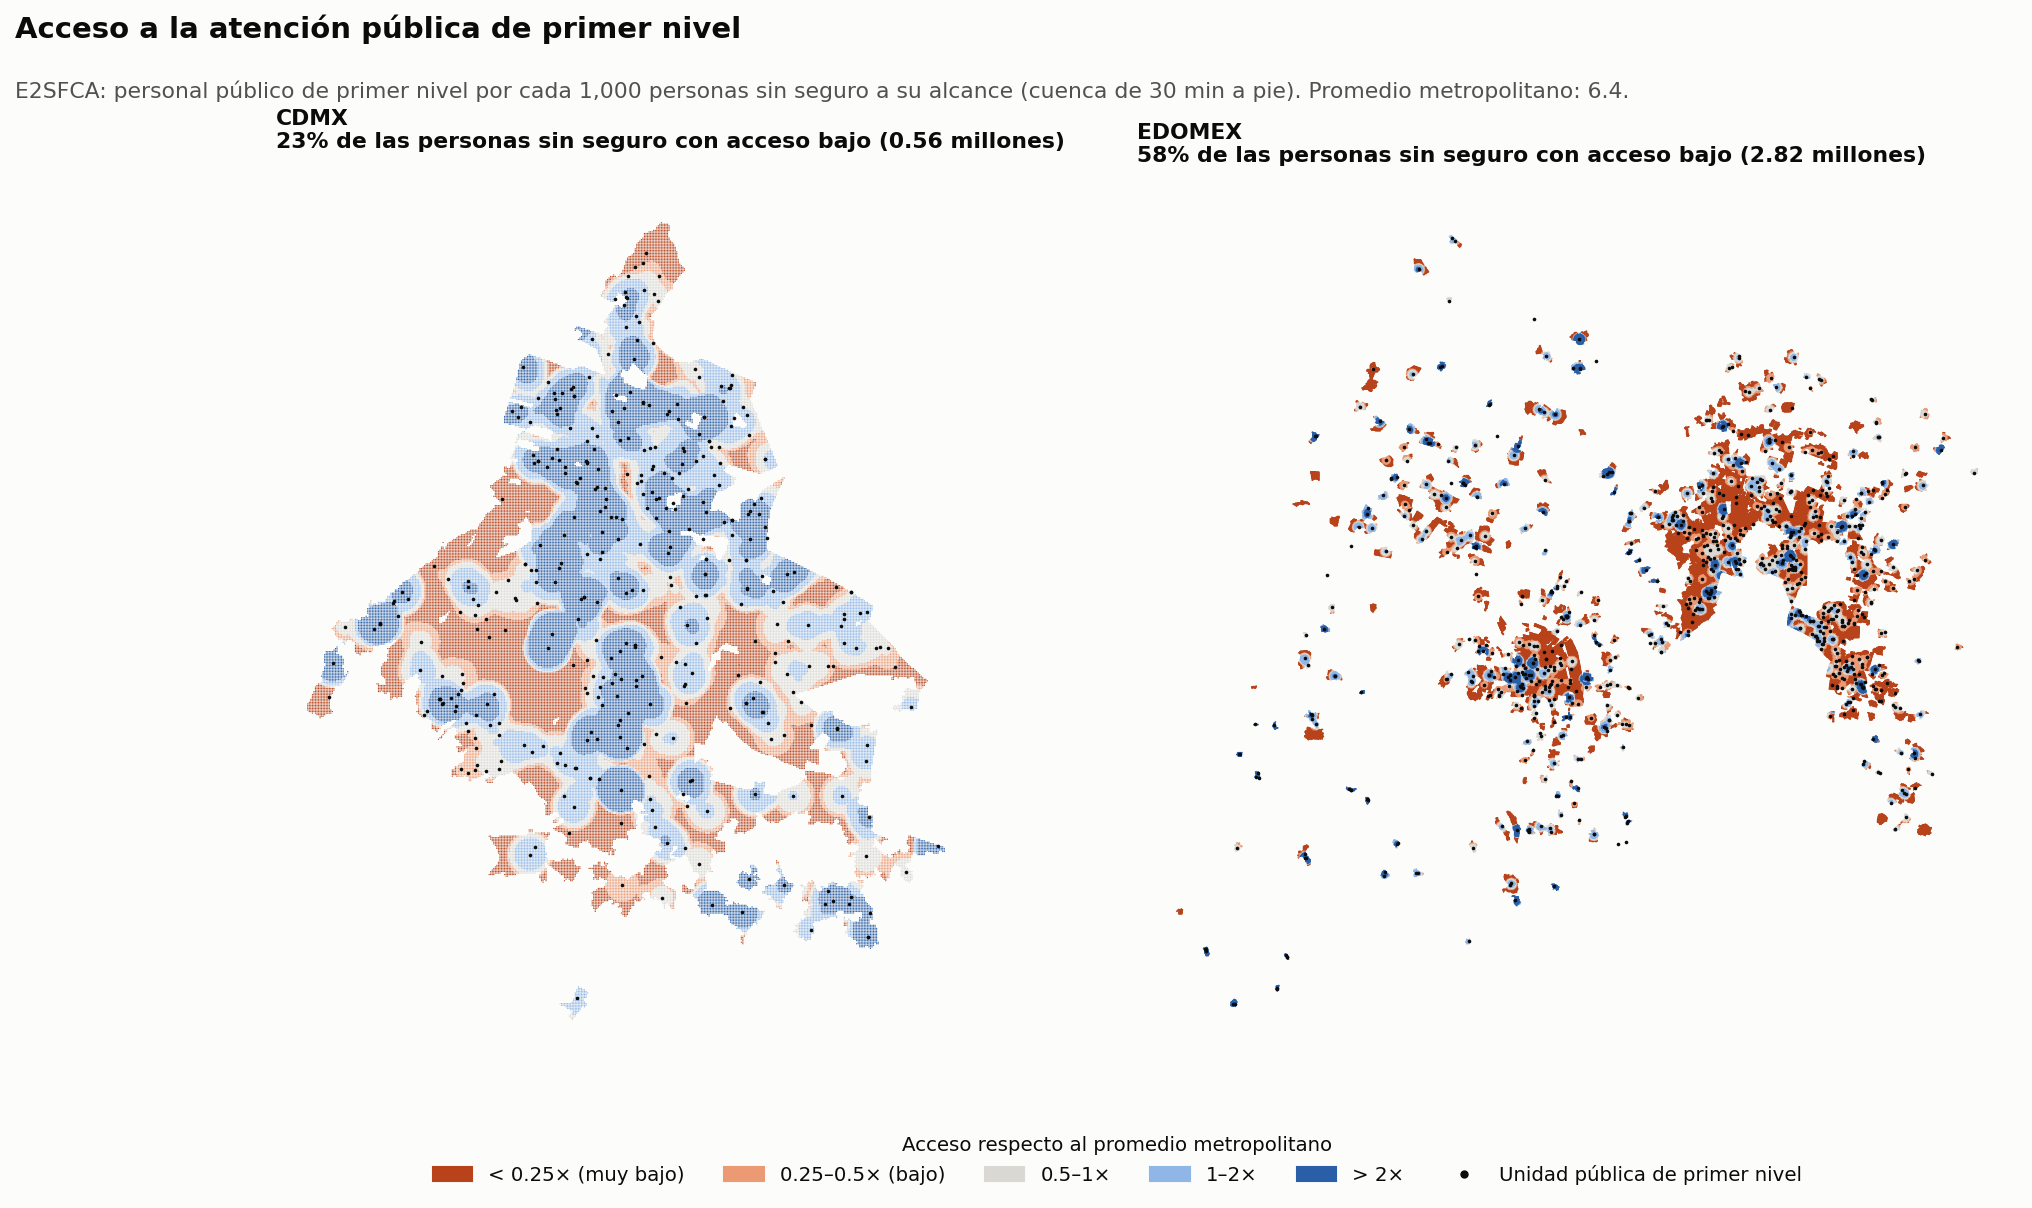 Acceso a la atención pública de primer nivel
E2SFCA: personal público de primer nivel por cada 1,000 personas sin seguro a su alcance (cuenca de 30 min a pie). Promedio metropolitano: 6.4.
CDMX
23% de las personas sin seguro con acceso bajo (0.56 millones)
EDOMEX
58% de las personas sin seguro con acceso bajo (2.82 millones)
Acceso respecto al promedio metropolitano
< 0.25× (muy bajo)
0.25–0.5× (bajo)
0.5–1×
1–2×
> 2×
Unidad pública de primer nivel